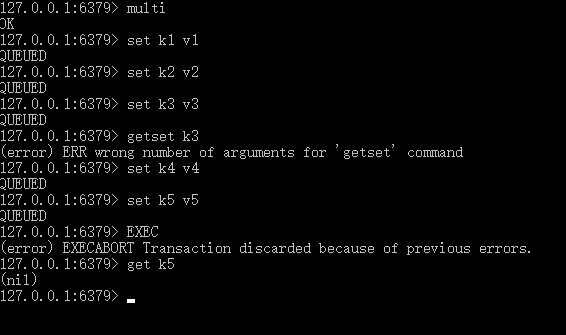 127.0.0.1:6379> multi
OK
127.0.0.1:6379> set k1 v1
QUEUED
127.0.0.1:6379> set k2 v2
QUEUED
127.0.0.1:6379> set k3 v3
QUEUED
127.0.0.1:6379> getset k3
(error) ERR wrong number of arguments for 'getset' command
127.0.0.1:6379> set k4 v4
QUEUED
127.0.0.1:6379> set k5 v5
QUEUED
127.0.0.1:6379> EXEC
(error) EXECABORT Transaction discarded because of previous errors.
127.0.0.1:6379> get k5
(nil)
127.0.0.1:6379>